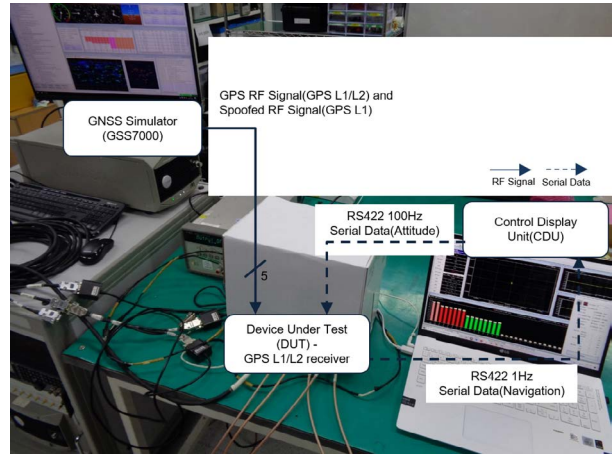 GPS RF Signal(GPS L1/L2) and
Spoofed RF Signal(GPS L1)
GNSS Simulator
(GSS7000)
RF Signal
Serial Data
RS422 100Hz
Serial Data(Attitude)
Control Display
Unit(CDU)
5
Device Under Test
(DUT) -
GPS L1/L2 receiver
RS422 1Hz
Serial Data(Navigation)